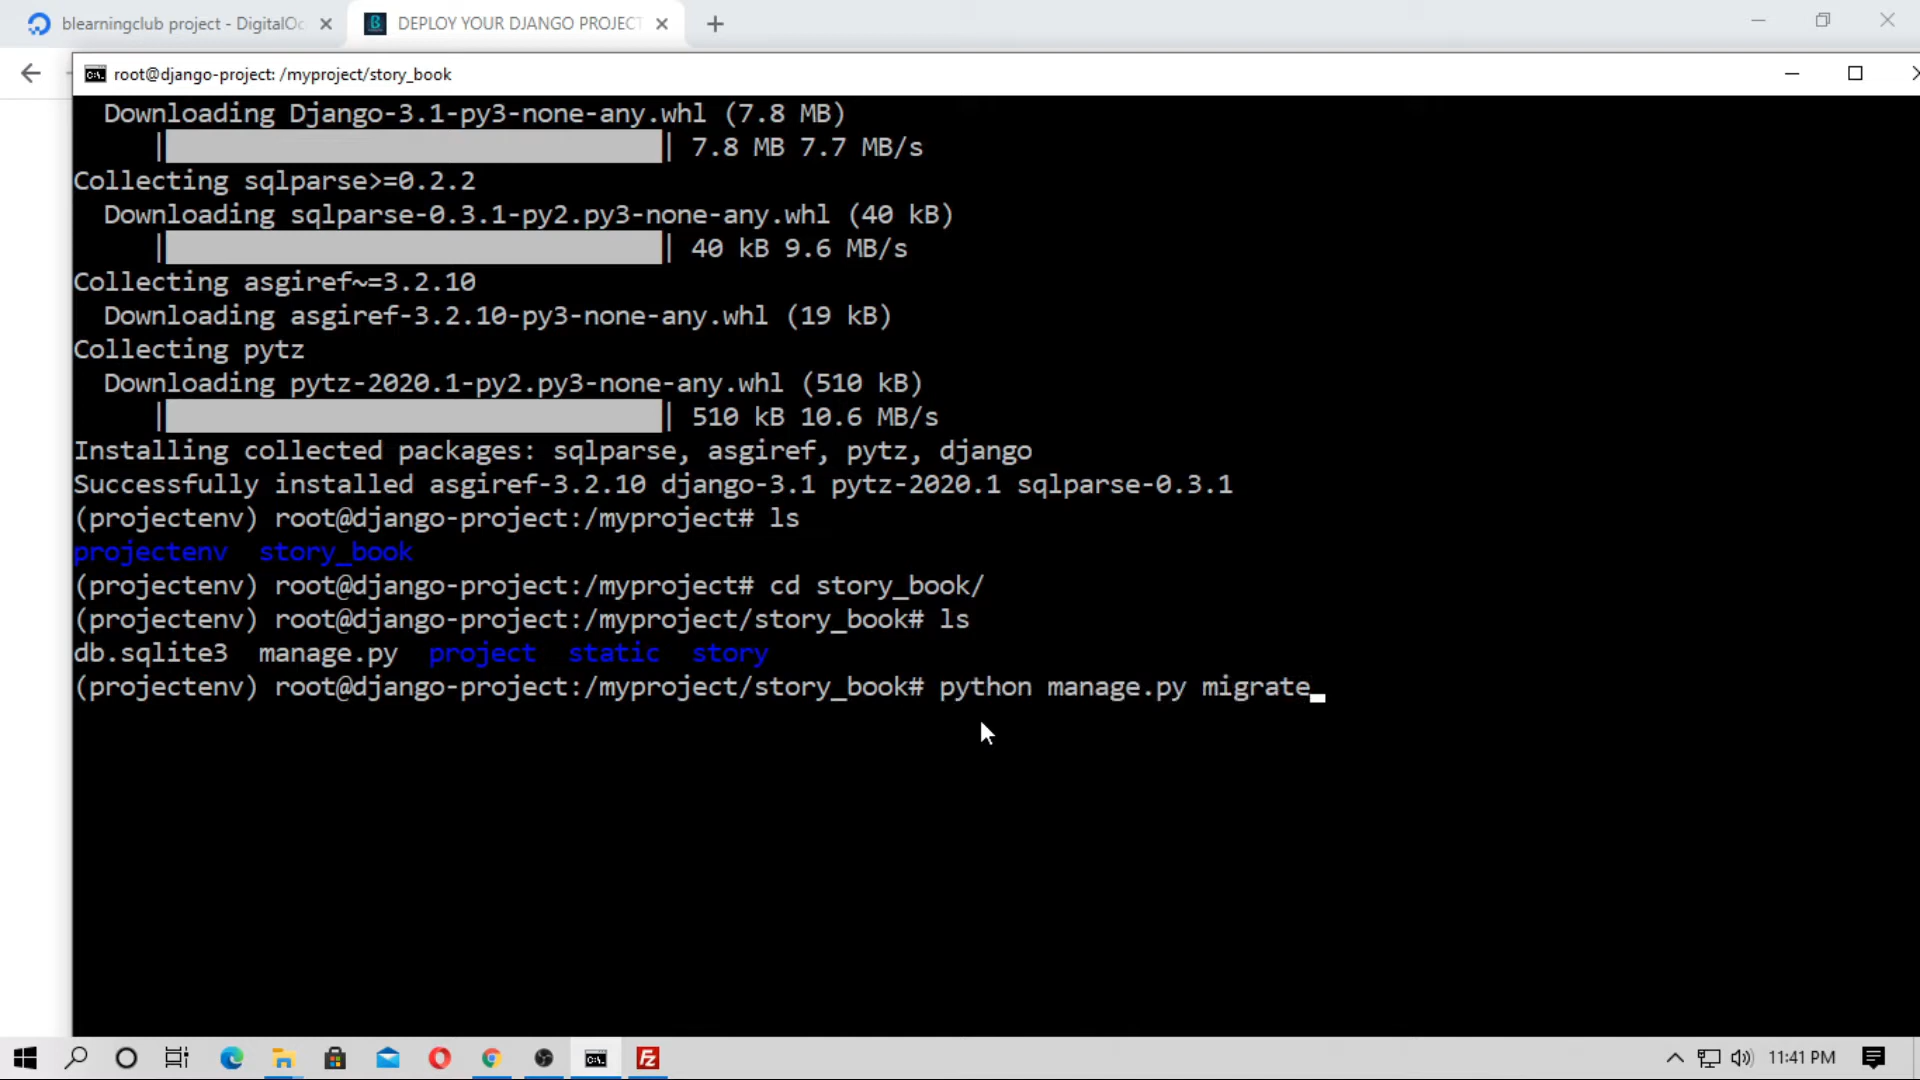 blearningclub project - DigitalOc
DEPLOY YOUR DJANGO PROJECT
root@django-project: /myproject/story_book
Downloading Django-3.1-py3-none-any.whl (7.8 MB)
| | 7.8 MB 7.7 MB/s
Collecting sqlparse>=0.2.2
Downloading sqlparse-0.3.1-py2.py3-none-any.whl (40 kB)
| | 40 kB 9.6 MB/s
Collecting asgiref~=3.2.10
Downloading asgiref-3.2.10-py3-none-any.whl (19 kB)
Collecting pytz
Downloading pytz-2020.1-py2.py3-none-any.whl (510 kB)
| | 510 kB 10.6 MB/s
Installing collected packages: sqlparse, asgiref, pytz, django
Successfully installed asgiref-3.2.10 django-3.1 pytz-2020.1 sqlparse-0.3.1
(projectenv) root@django-project:/myproject# ls
projectenv story_book
(projectenv) root@django-project:/myproject# cd story_book/
(projectenv) root@django-project:/myproject/story_book# ls
db.sqlite3 manage.py project static story
(projectenv) root@django-project:/myproject/story_book# python manage.py migrate
11:41 PM